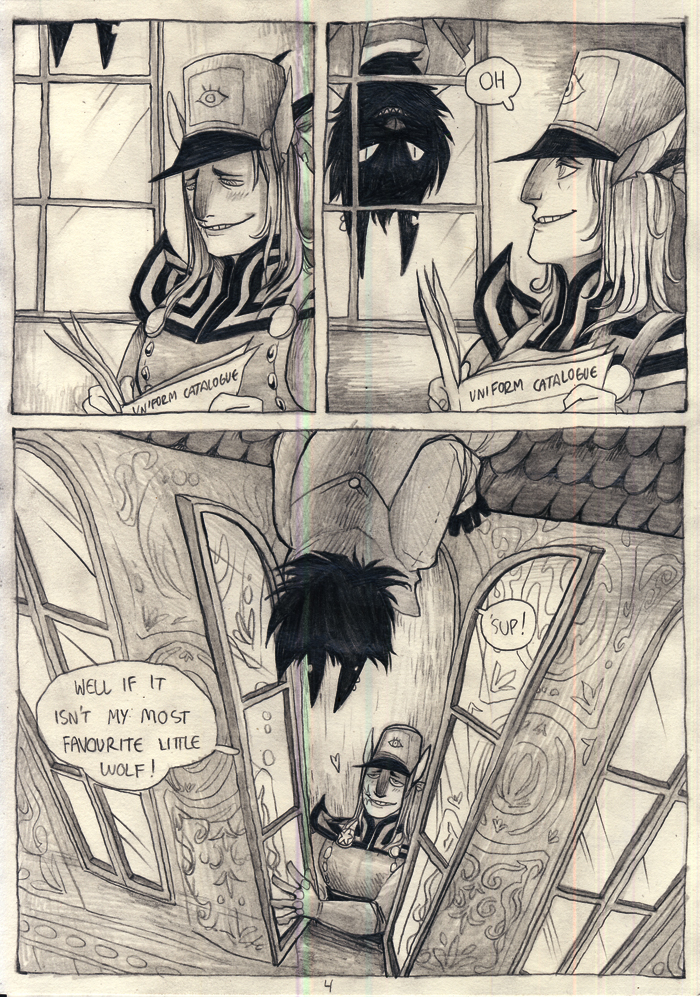 UNIFORM CATALOGUE
OH
UNIFORM CATALOGUE
WELL IF IT
ISN'T MY MOST
FAVOURITE LITTLE
WOLF!
'SUP!
4